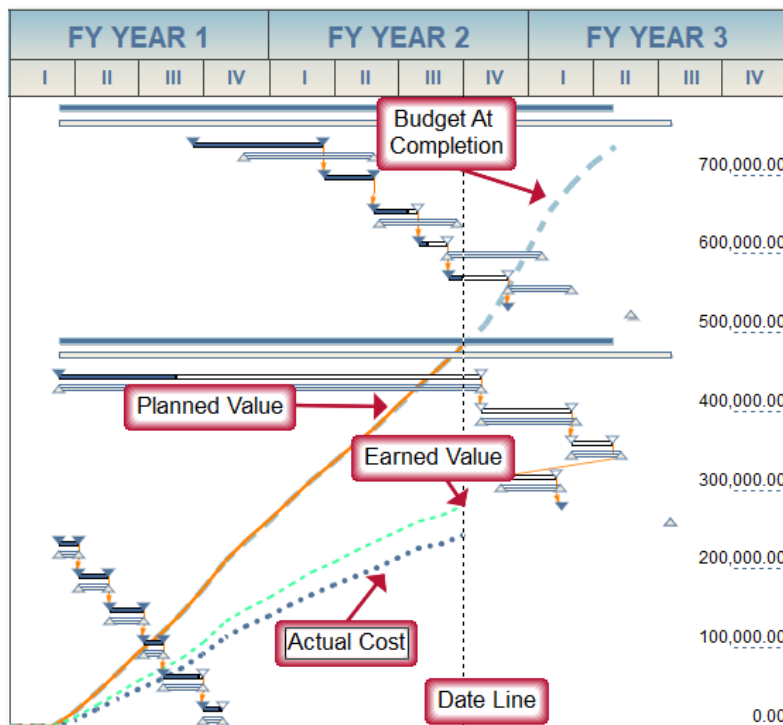 FY YEAR 1 FY YEAR 2 FY YEAR 3
I II III IV I II III IV I II III IV
Budget At
Completion
700,000.00
600,000.00
500,000.00
400,000.00
Planned Value
Earned Value
300,000.00
200,000.00
Actual Cost
100,000.00
Date Line
0.00